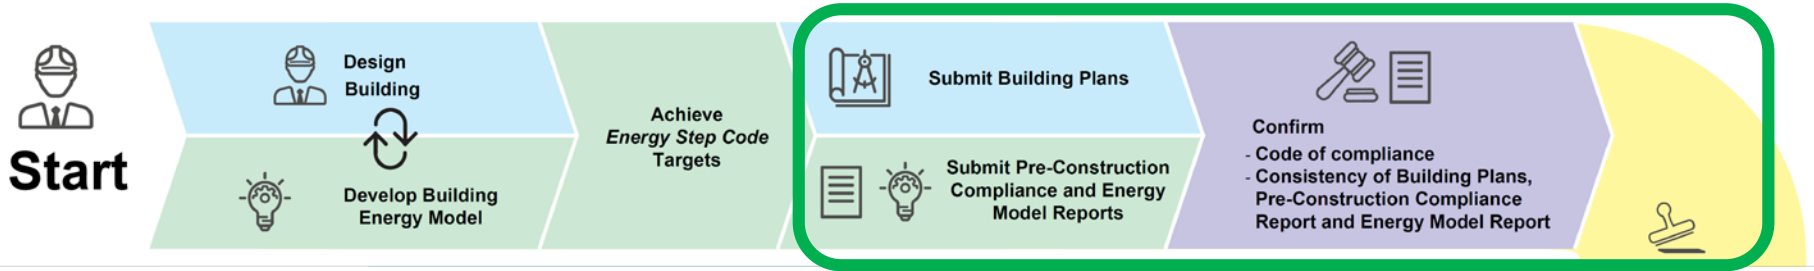 Start
Design
Building
Develop Building
Energy Model
Achieve
Energy Step Code
Targets
Submit Building Plans
Submit Pre-Construction
Compliance and Energy
Model Reports
Confirm
- Code of compliance
- Consistency of Building Plans,
Pre-Construction Compliance
Report and Energy Model Report